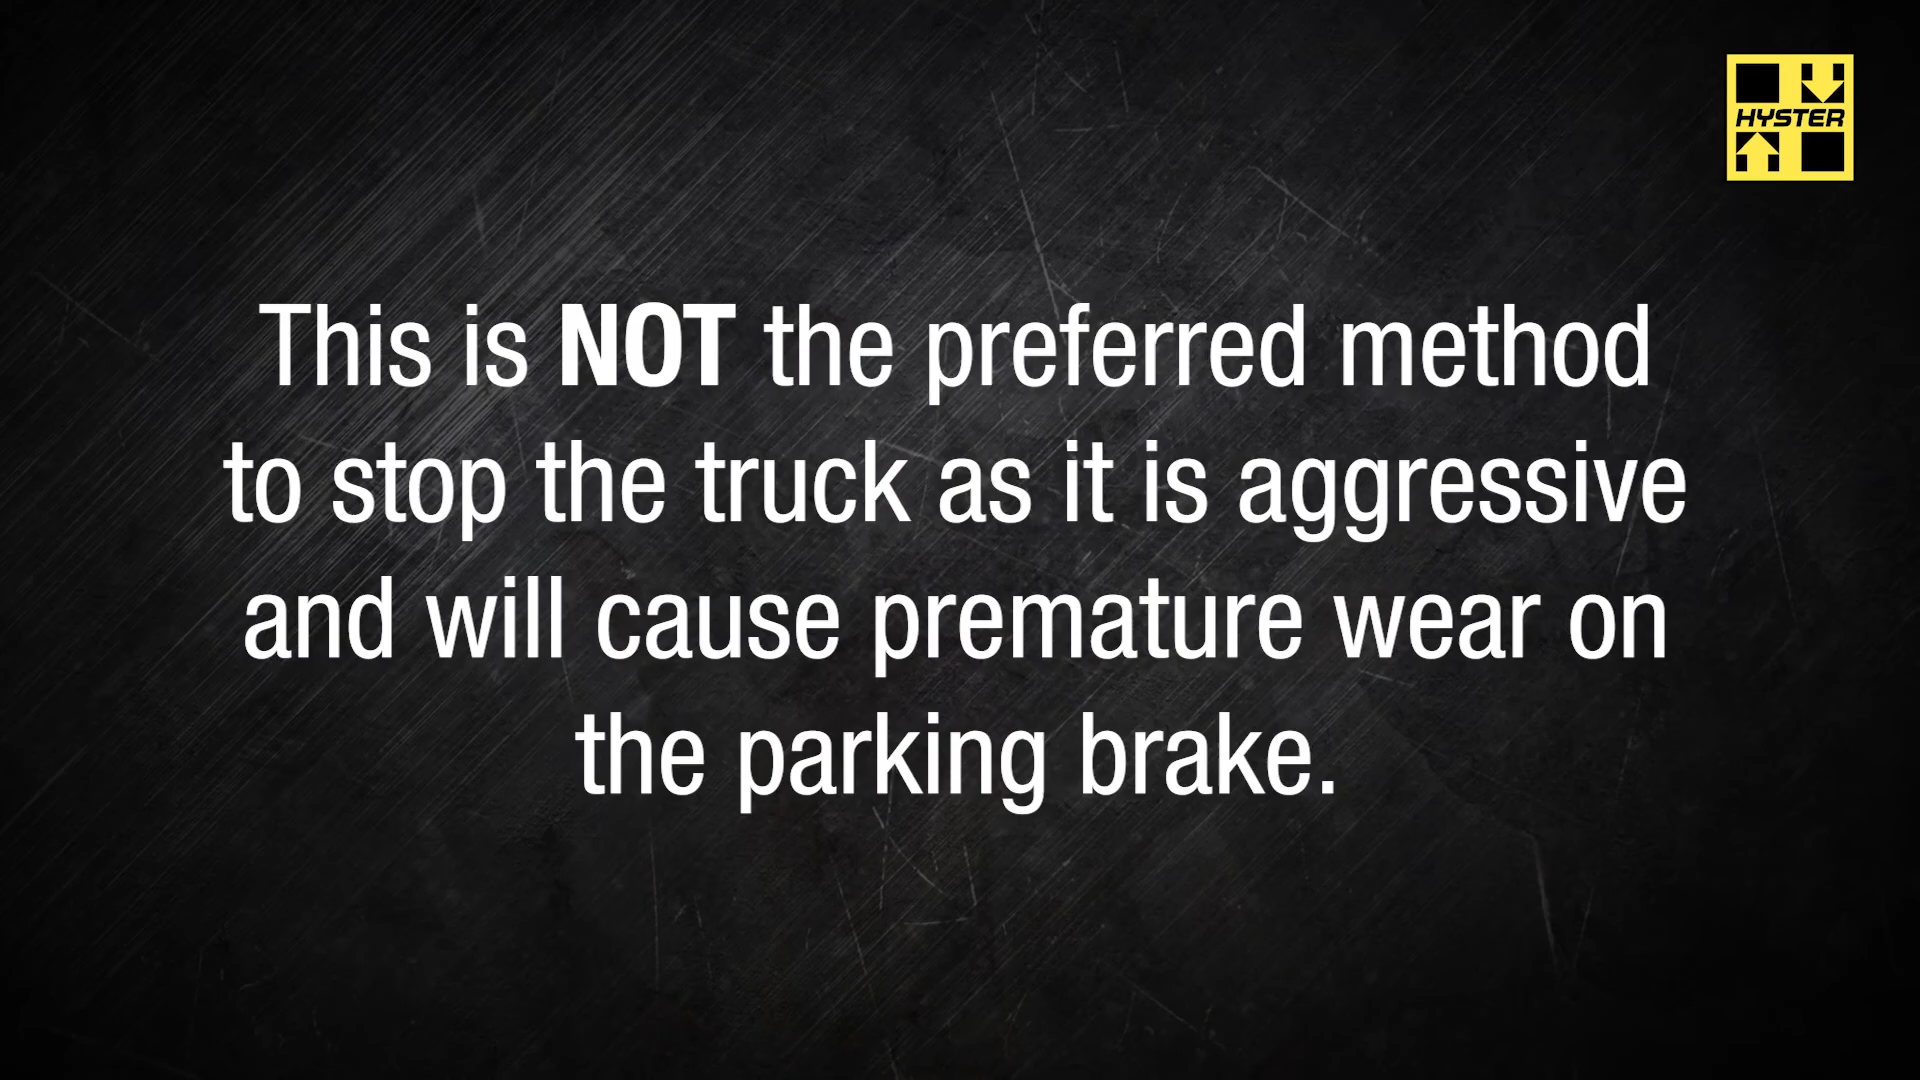 HYSTER
This is NOT the preferred method
to stop the truck as it is aggressive
and will cause premature wear on
the parking brake.